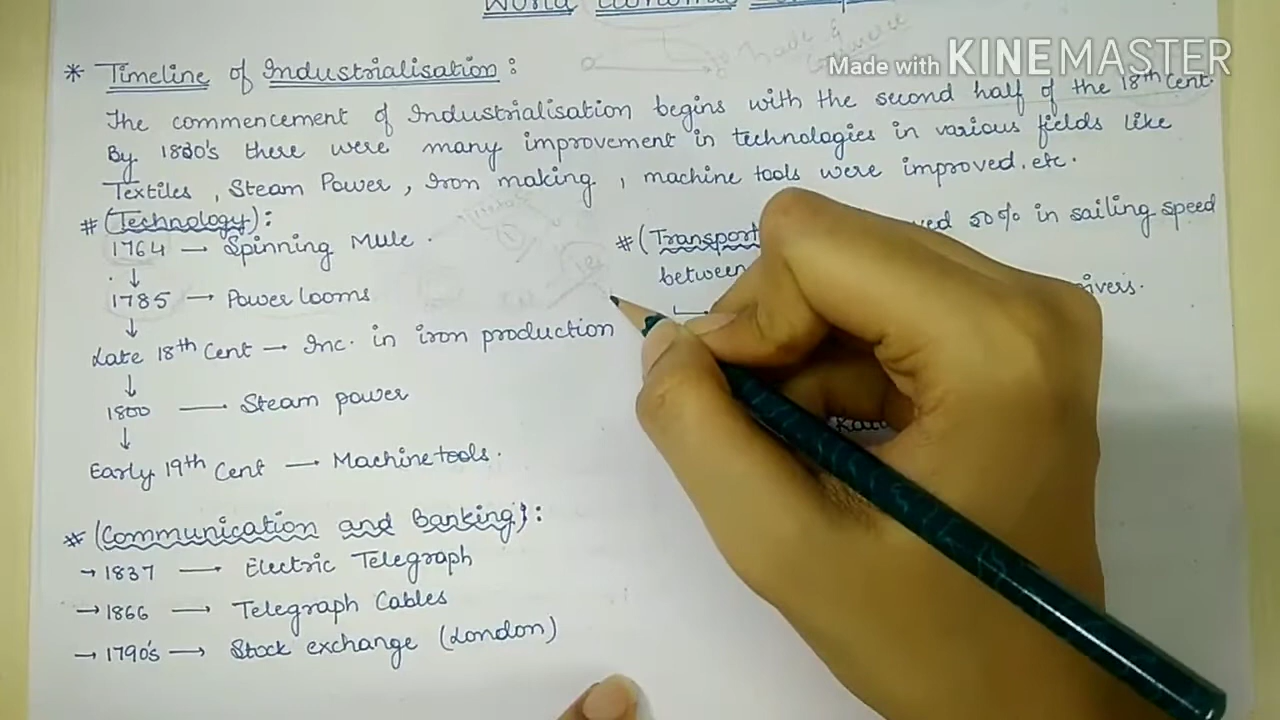 Made with KINEMASTER
* Timeline of Industrialisation :
The commencement of Industrialisation begins with the second half of the 18th Cent.
By 1800's there were many improvement in technologies in various fields like
Textiles , Steam Power , Iron making , machine tools were improved. etc.
# (Technology) :
1764 → Spinning Mule .
↓
1785 → Power looms
↓
Late 18th Cent → Inc. in iron production
↓
1800 — Steam power
↓
Early 19th Cent → Machine tools.
# (Communication and Banking) :
→ 1837 → Electric Telegraph
→ 1866 → Telegraph Cables
→ 1790's → Stock exchange (London)
# (Transport 50% in sailing speed
between